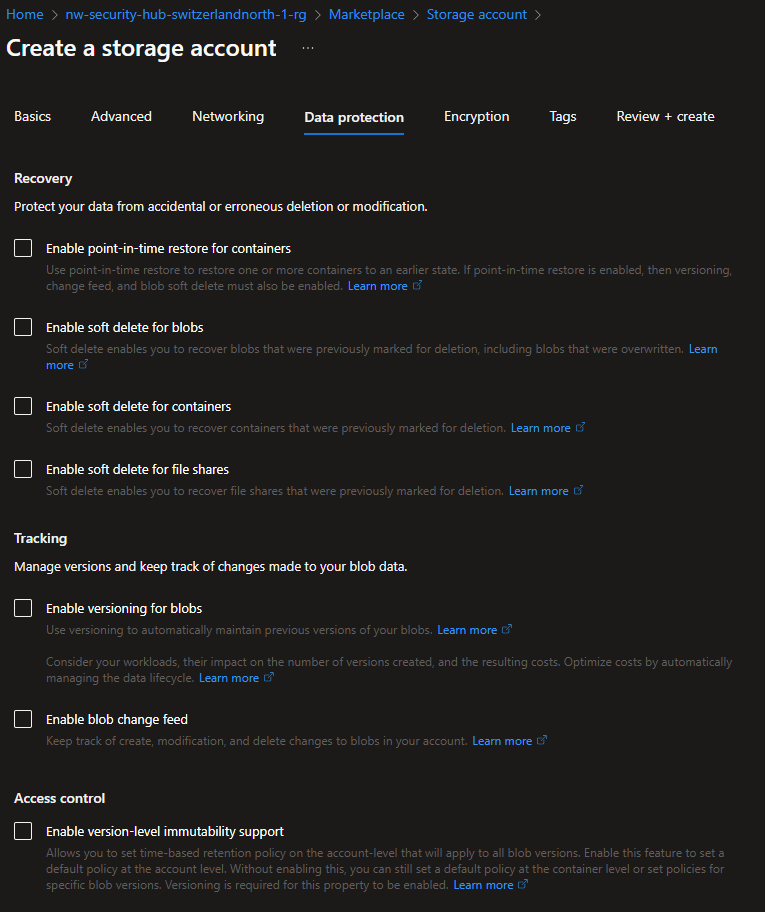 Home > nw-security-hub-switzerlandnorth-1-rg > Marketplace > Storage account >
Create a storage account ...
Basics Advanced Networking Data protection Encryption Tags Review + create
Recovery
Protect your data from accidental or erroneous deletion or modification.
Enable point-in-time restore for containers
Use point-in-time restore to restore one or more containers to an earlier state. If point-in-time restore is enabled, then versioning,
change feed, and blob soft delete must also be enabled. Learn more
Enable soft delete for blobs
Soft delete enables you to recover blobs that were previously marked for deletion, including blobs that were overwritten. Learn
more
Enable soft delete for containers
Soft delete enables you to recover containers that were previously marked for deletion. Learn more
Enable soft delete for file shares
Soft delete enables you to recover file shares that were previously marked for deletion. Learn more
Tracking
Manage versions and keep track of changes made to your blob data.
Enable versioning for blobs
Use versioning to automatically maintain previous versions of your blobs. Learn more
Consider your workloads, their impact on the number of versions created, and the resulting costs. Optimize costs by automatically
managing the data lifecycle. Learn more
Enable blob change feed
Keep track of create, modification, and delete changes to blobs in your account. Learn more
Access control
Enable version-level immutability support
Allows you to set time-based retention policy on the account-level that will apply to all blob versions. Enable this feature to set a
default policy at the account level. Without enabling this, you can still set a default policy at the container level or set policies for
specific blob versions. Versioning is required for this property to be enabled. Learn more